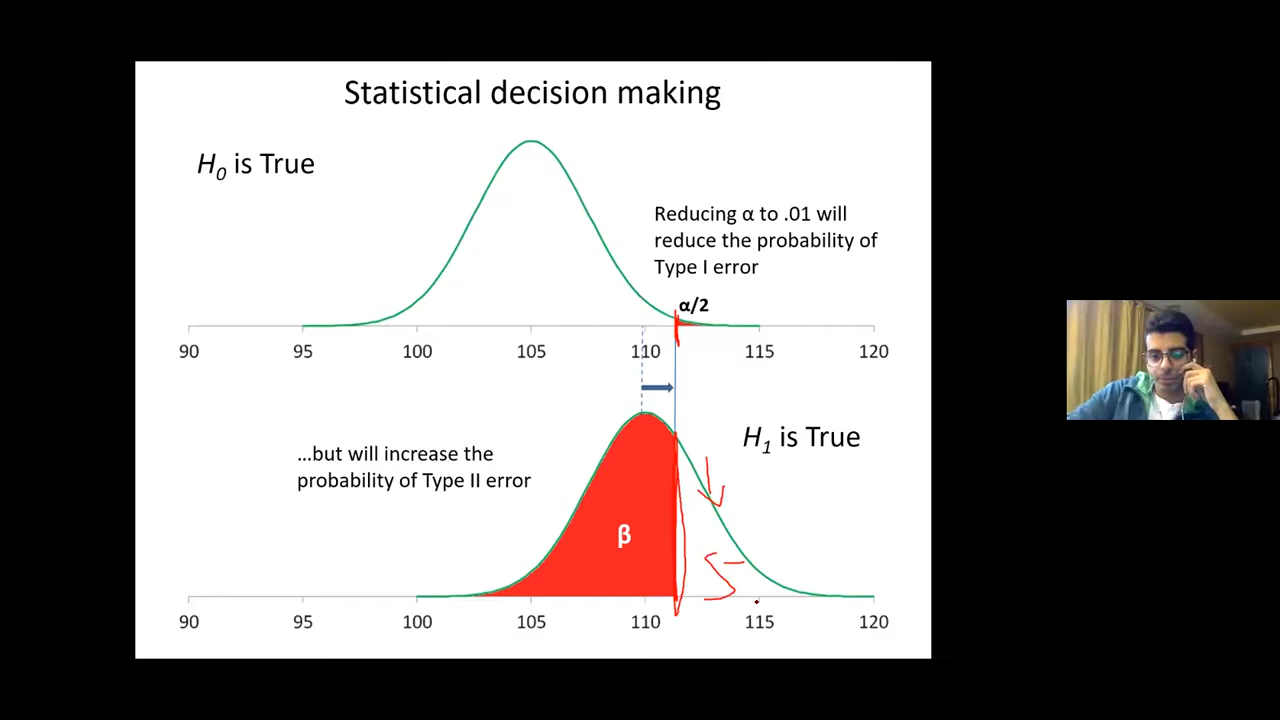 Statistical decision making
H₀ is True
Reducing α to .01 will
reduce the probability of
Type I error
α/2
90 95 100 105 110 115 120
H₁ is True
…but will increase the
probability of Type II error
β
90 95 100 105 110 115 120